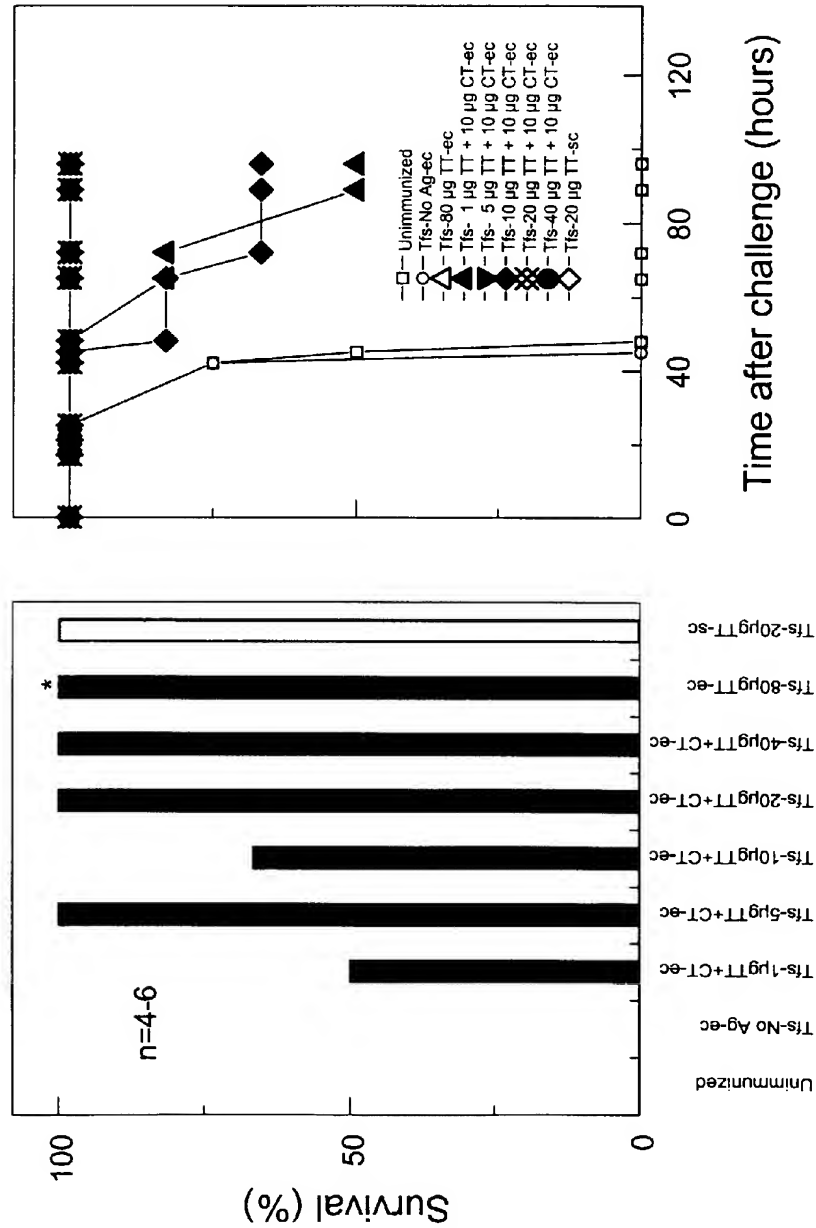 Survival (%)
100
50
0
n=4-6
*
Unimmunized
Tfs-No Ag-ec
Tfs-1µgTT+CT-ec
Tfs-5µgTT+CT-ec
Tfs-10µgTT+CT-ec
Tfs-20µgTT+CT-ec
Tfs-40µgTT+CT-ec
Tfs-80µgTT-ec
Tfs-20µgTT-sc
Unimmunized
Tfs-No Ag-ec
Tfs-80 µg TT-ec
Tfs- 1 µg TT + 10 µg CT-ec
Tfs- 5 µg TT + 10 µg CT-ec
Tfs-10 µg TT + 10 µg CT-ec
Tfs-20 µg TT + 10 µg CT-ec
Tfs-40 µg TT + 10 µg CT-ec
Tfs-20 µg TT-sc
0
40
80
120
Time after challenge (hours)